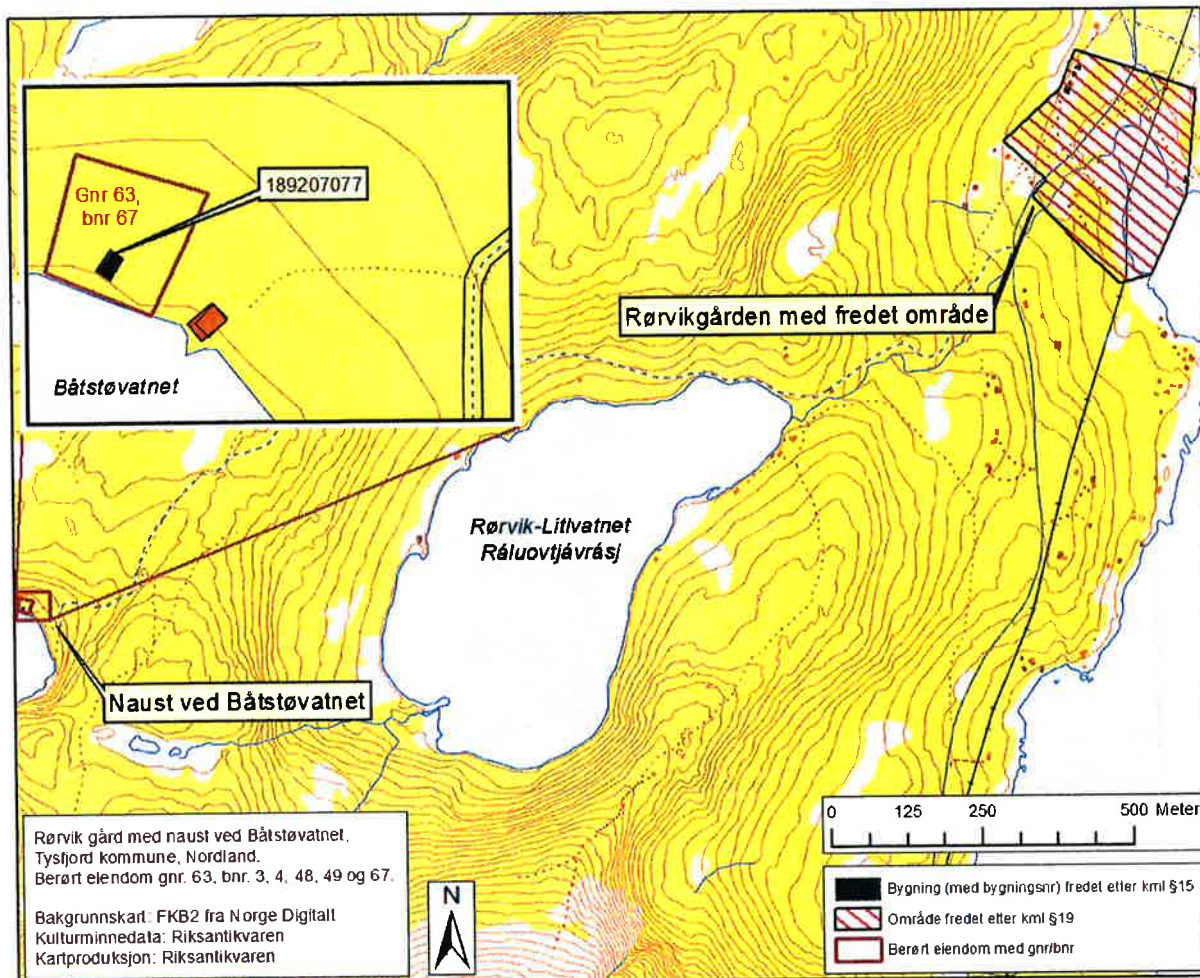 Gnr 63,
bnr 67
189207077
Båtstøvatnet
Rørvikgården med fredet område
Rørvik-Litlvatnet
Ráluovtjávrásj
Naust ved Båtstøvatnet
Rørvik gård med naust ved Båtstøvatnet,
Tysfjord kommune, Nordland.
Berørt eiendom gnr. 63, bnr. 3, 4, 48, 49 og 67.
Bakgrunnskart: FKB2 fra Norge Digitalt
Kulturminnedata: Riksantikvaren
Kartproduksjon: Riksantikvaren
N
0 125 250 500 Meter
Bygning (med bygningsnr) fredet etter kml §15
Område fredet etter kml §19
Berørt eiendom med gnr/bnr